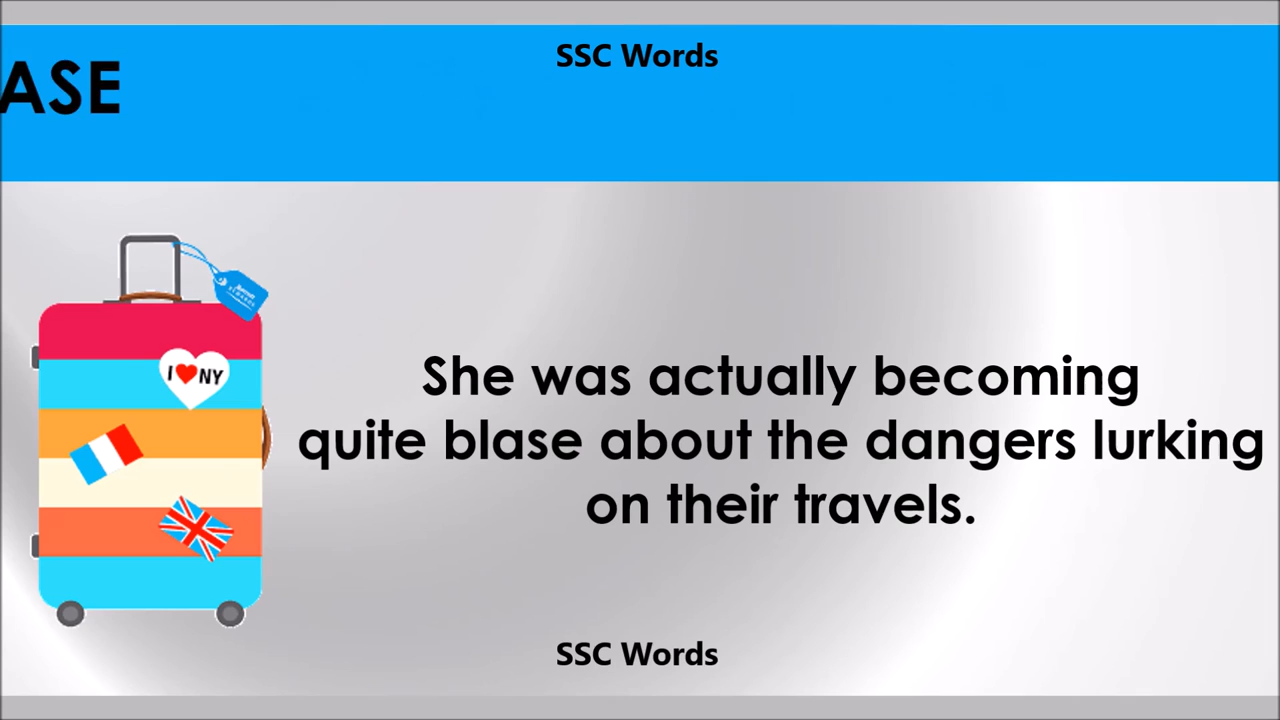 SSC Words
ASE
I ❤ NY
She was actually becoming
quite blase about the dangers lurking
on their travels.
SSC Words